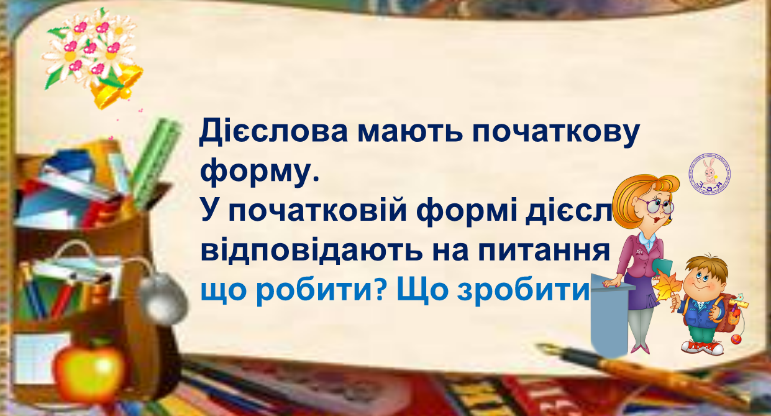 Дієслова мають початкову
форму.
У початковій формі дієсл
відповідають на питання
що робити? Що зробити